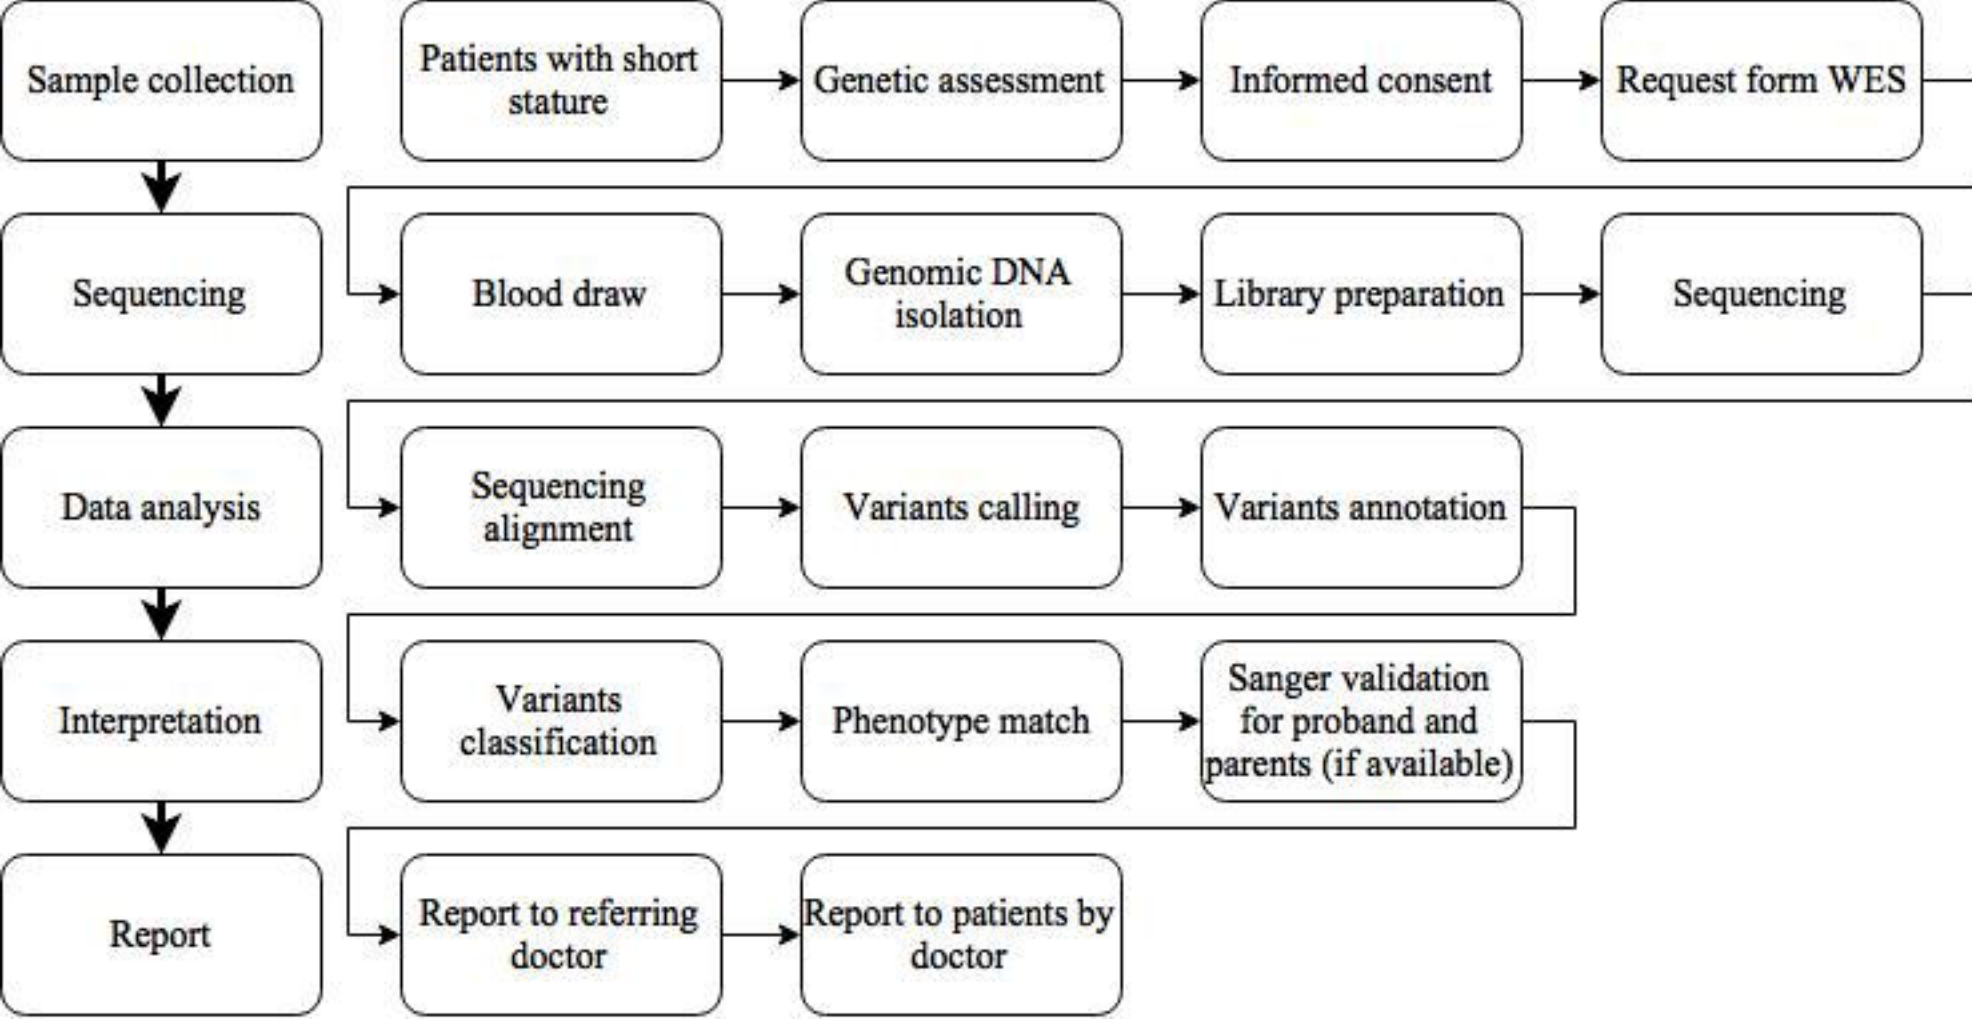 Sample collection
Patients with short
stature
Genetic assessment
Informed consent
Request form WES
Sequencing
Blood draw
Genomic DNA
isolation
Library preparation
Sequencing
Data analysis
Sequencing
alignment
Variants calling
Variants annotation
Interpretation
Variants
classification
Phenotype match
Sanger validation
for proband and
parents (if available)
Report
Report to referring
doctor
Report to patients by
doctor